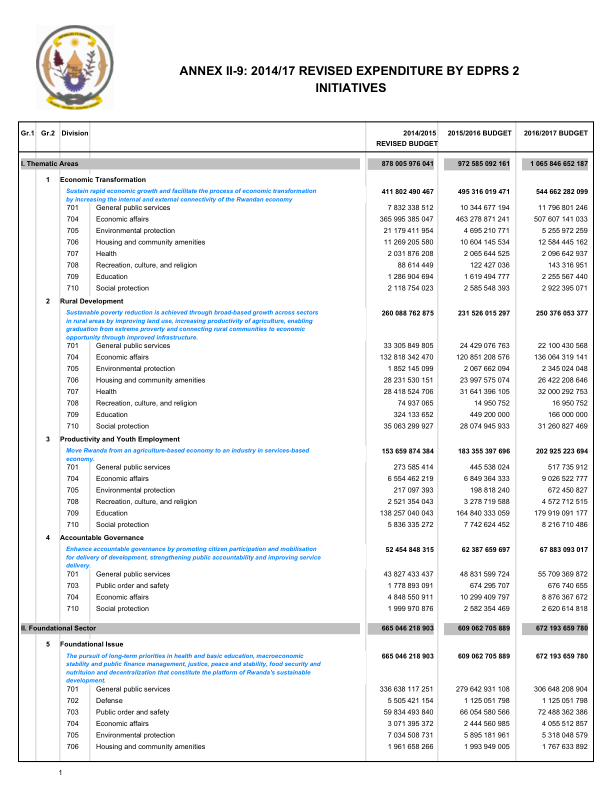 ANNEX II-9: 2014/17 REVISED EXPENDITURE BY EDPRS 2
INITIATIVES
Gr.1 Gr.2 Division 2014/2015 REVISED BUDGET 2015/2016 BUDGET 2016/2017 BUDGET
I. Thematic Areas 878 005 976 041 972 585 092 161 1 065 846 652 187
1 Economic Transformation
Sustain rapid economic growth and facilitate the process of economic transformation 411 802 490 467 495 316 019 471 544 662 282 099
by increasing the internal and external connectivity of the Rwandan economy
701 General public services 7 832 338 512 10 344 677 194 11 796 801 246
704 Economic affairs 365 995 385 047 463 278 871 241 507 607 141 033
705 Environmental protection 21 179 411 954 4 695 210 771 5 255 972 259
706 Housing and community amenities 11 269 205 580 10 604 145 534 12 584 445 162
707 Health 2 031 876 208 2 065 644 525 2 096 642 937
708 Recreation, culture, and religion 88 614 449 122 427 036 143 316 951
709 Education 1 286 904 694 1 619 494 777 2 255 567 440
710 Social protection 2 118 754 023 2 585 548 393 2 922 395 071
2 Rural Development
Sustanable poverty reduction is achieved through broad-based growth across sectors 260 088 762 875 231 526 015 297 250 376 053 377
in rural areas by improving land use, increasing productivity of agriculture, enabling
graduation from extreme proverty and connecting rural communities to economic
opportunity through improved infrastructure.
701 General public services 33 305 849 805 24 429 076 763 22 100 430 568
704 Economic affairs 132 818 342 470 120 851 208 576 136 064 319 141
705 Environmental protection 1 852 145 099 2 067 662 094 2 345 024 048
706 Housing and community amenities 28 231 530 151 23 997 575 074 26 422 208 646
707 Health 28 418 524 706 31 641 396 105 32 000 292 753
708 Recreation, culture, and religion 74 937 065 14 950 752 16 950 752
709 Education 324 133 652 449 200 000 166 000 000
710 Social protection 35 063 299 927 28 074 945 933 31 260 827 469
3 Productivity and Youth Employment
Move Rwanda from an agriculture-based economy to an industry in services-based 153 659 874 384 183 355 397 696 202 925 223 694
economy.
701 General public services 273 585 414 445 538 024 517 735 912
704 Economic affairs 6 554 462 219 6 849 364 333 9 026 522 777
705 Environmental protection 217 097 393 198 818 240 672 450 827
708 Recreation, culture, and religion 2 521 354 043 3 278 719 588 4 572 712 515
709 Education 138 257 040 043 164 840 333 059 179 919 091 177
710 Social protection 5 836 335 272 7 742 624 452 8 216 710 486
4 Accountable Governance
Enhance accountable governance by promoting citizen participation and mobilisation 52 454 848 315 62 387 659 697 67 883 093 017
for delivery of development, strengthening public accountability and improving service
delivery.
701 General public services 43 827 433 437 48 831 599 724 55 709 369 872
703 Public order and safety 1 778 893 091 674 295 707 676 740 655
704 Economic affairs 4 848 550 911 10 299 409 797 8 876 367 672
710 Social protection 1 999 970 876 2 582 354 469 2 620 614 818
II. Foundational Sector 665 046 218 903 609 062 705 889 672 193 659 780
5 Foundational Issue
The pursuit of long-term priorities in health and basic education, macroeconomic 665 046 218 903 609 062 705 889 672 193 659 780
stability and public finance management, justice, peace and stability, food security and
nutrituion and decentralization that constitute the platform of Rwanda's sustainable
development.
701 General public services 336 638 117 251 279 642 931 108 306 648 208 904
702 Defense 5 505 421 154 1 125 051 798 1 125 051 798
703 Public order and safety 59 834 493 840 66 054 580 566 72 488 362 386
704 Economic affairs 3 071 395 372 2 444 560 985 4 055 512 857
705 Environmental protection 7 034 508 731 5 895 181 961 5 318 048 579
706 Housing and community amenities 1 961 658 266 1 993 949 005 1 767 633 892
1